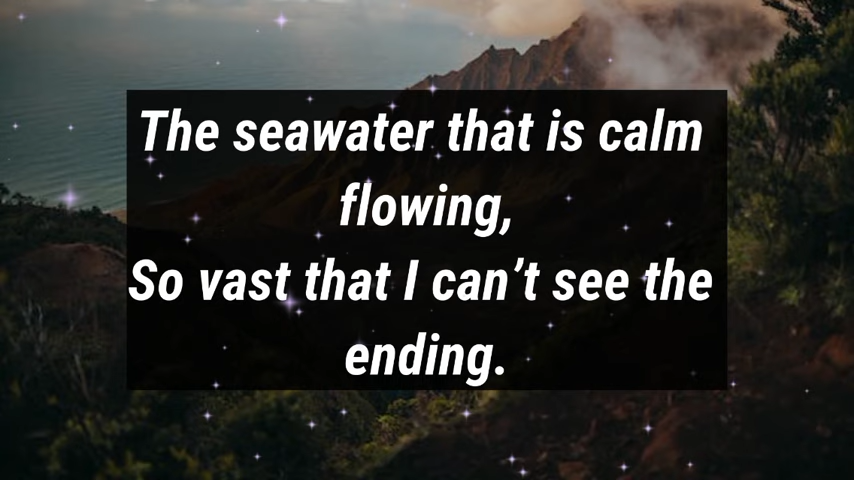 The seawater that is calm
flowing,
So vast that I can’t see the
ending.